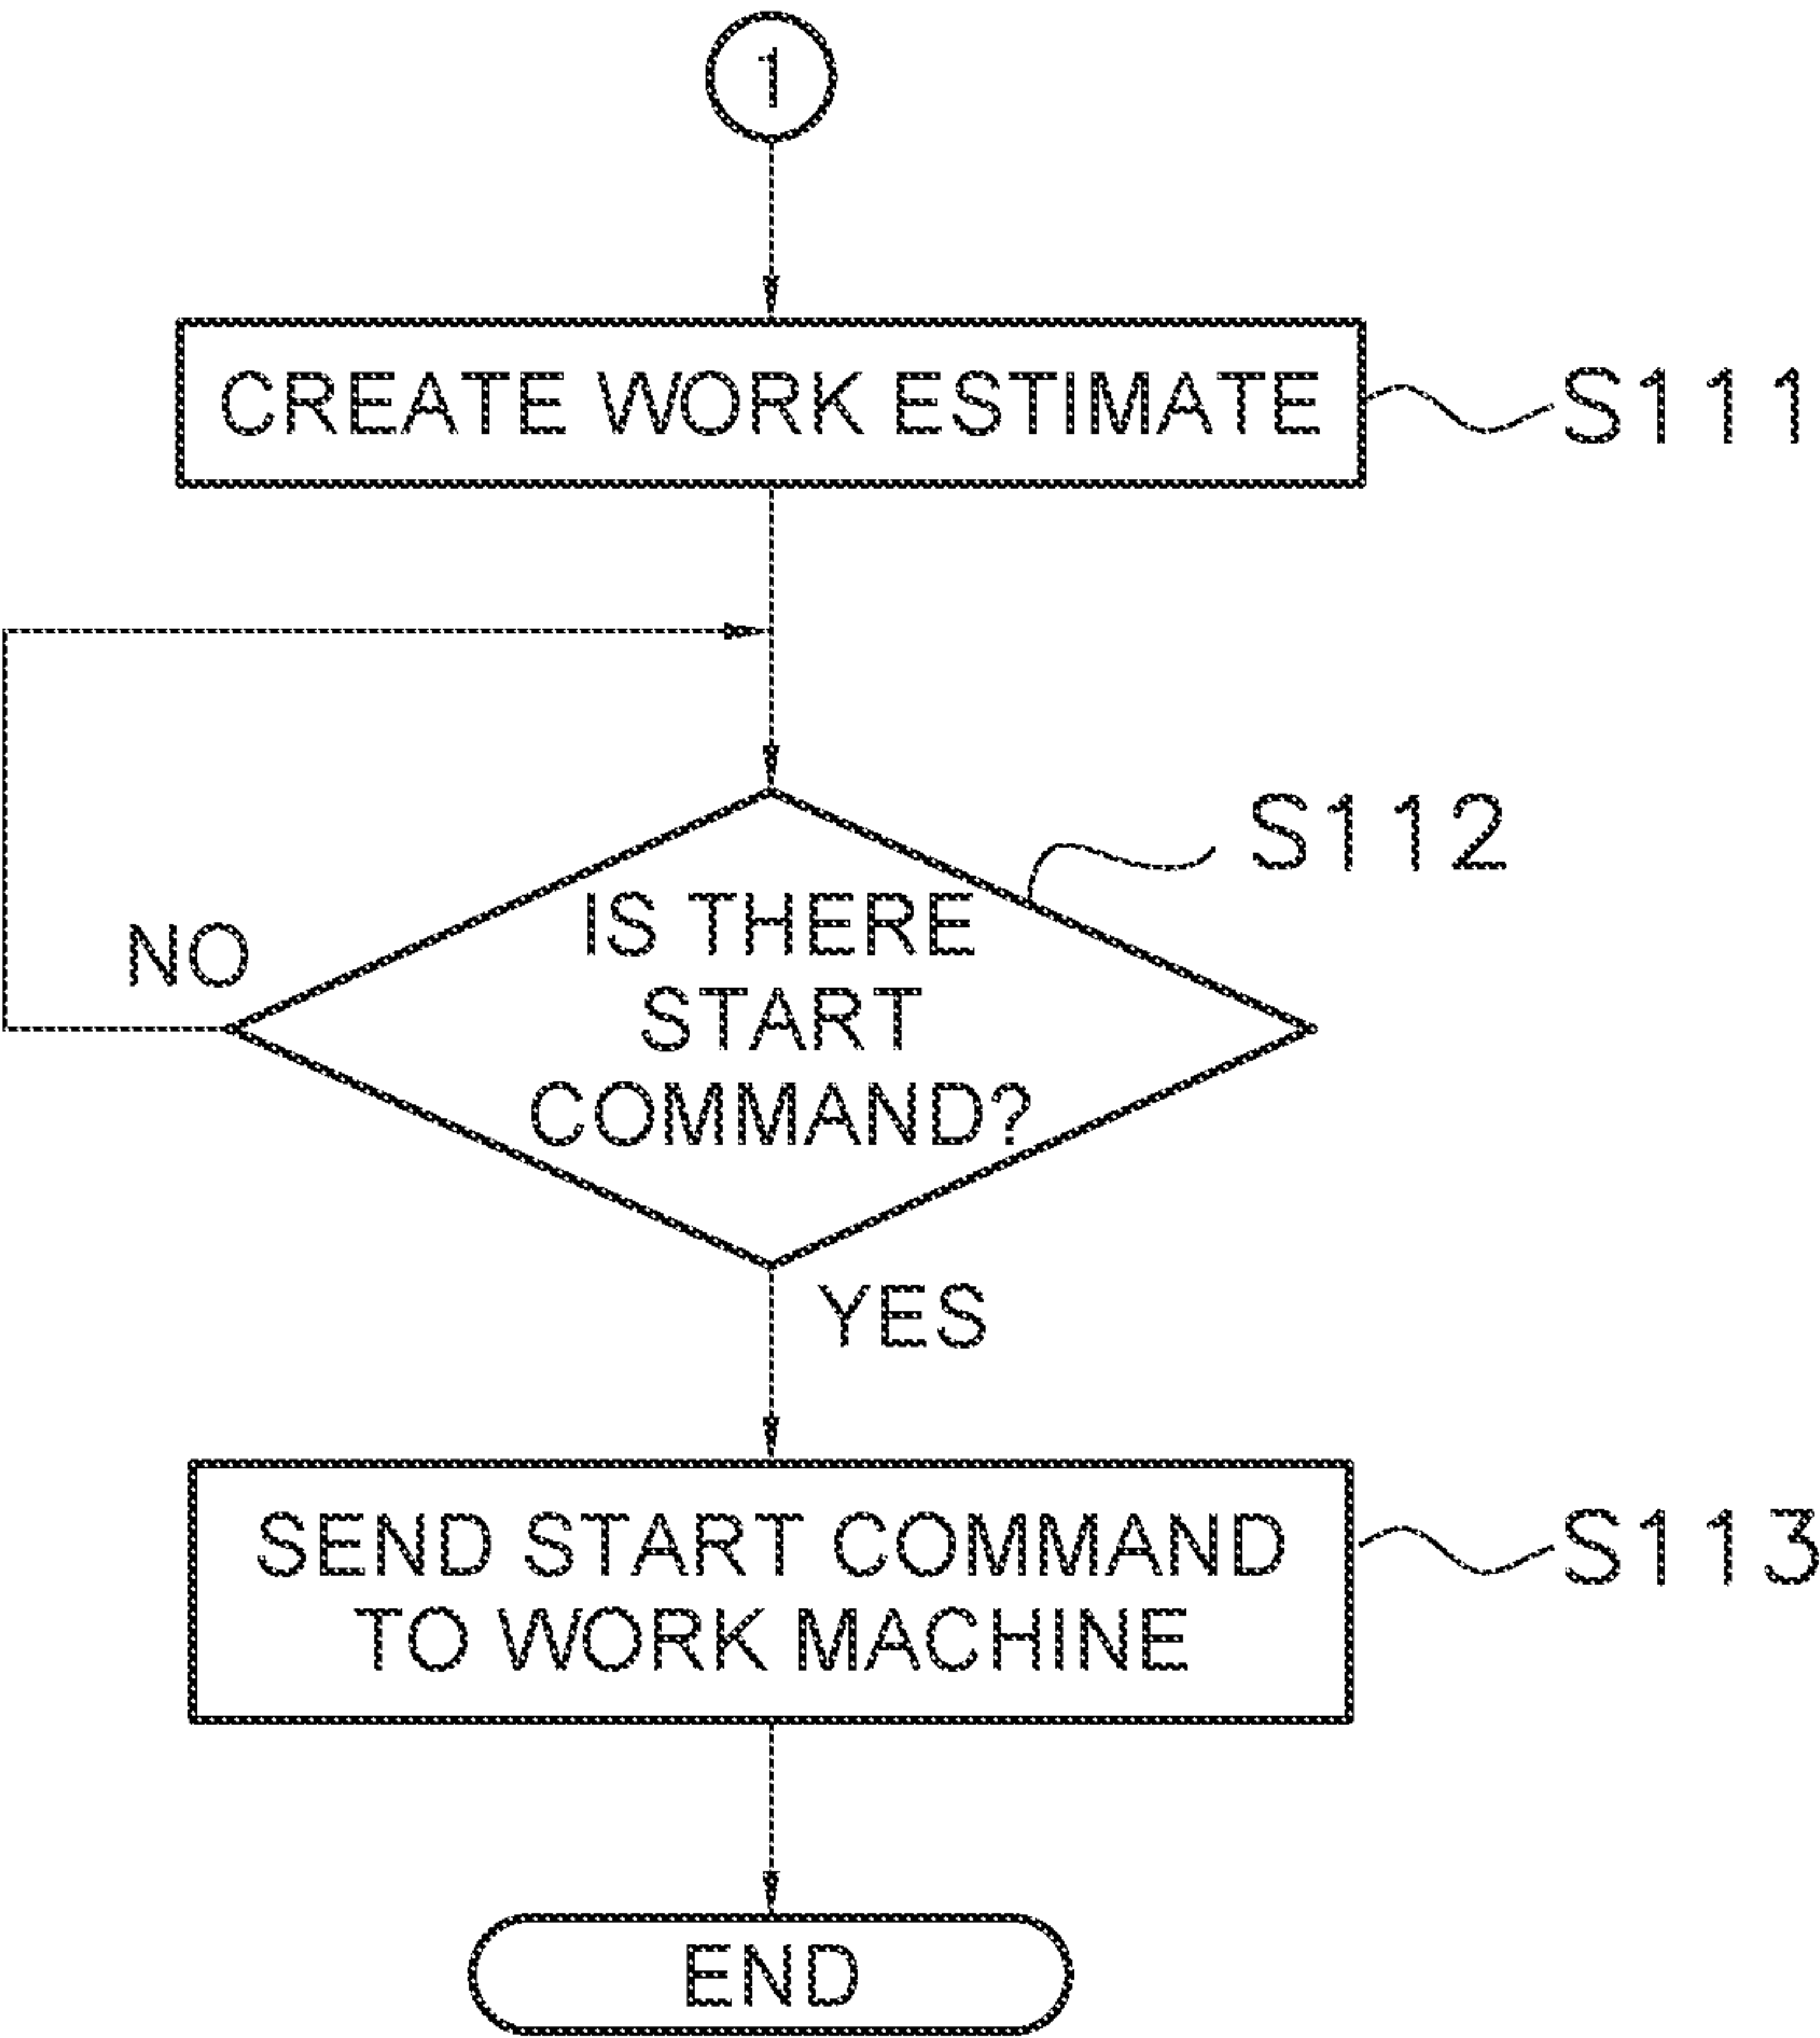 1
CREATE WORK ESTIMATE
S111
S112
IS THERE
START
COMMAND?
NO
YES
SEND START COMMAND
TO WORK MACHINE
S113
END